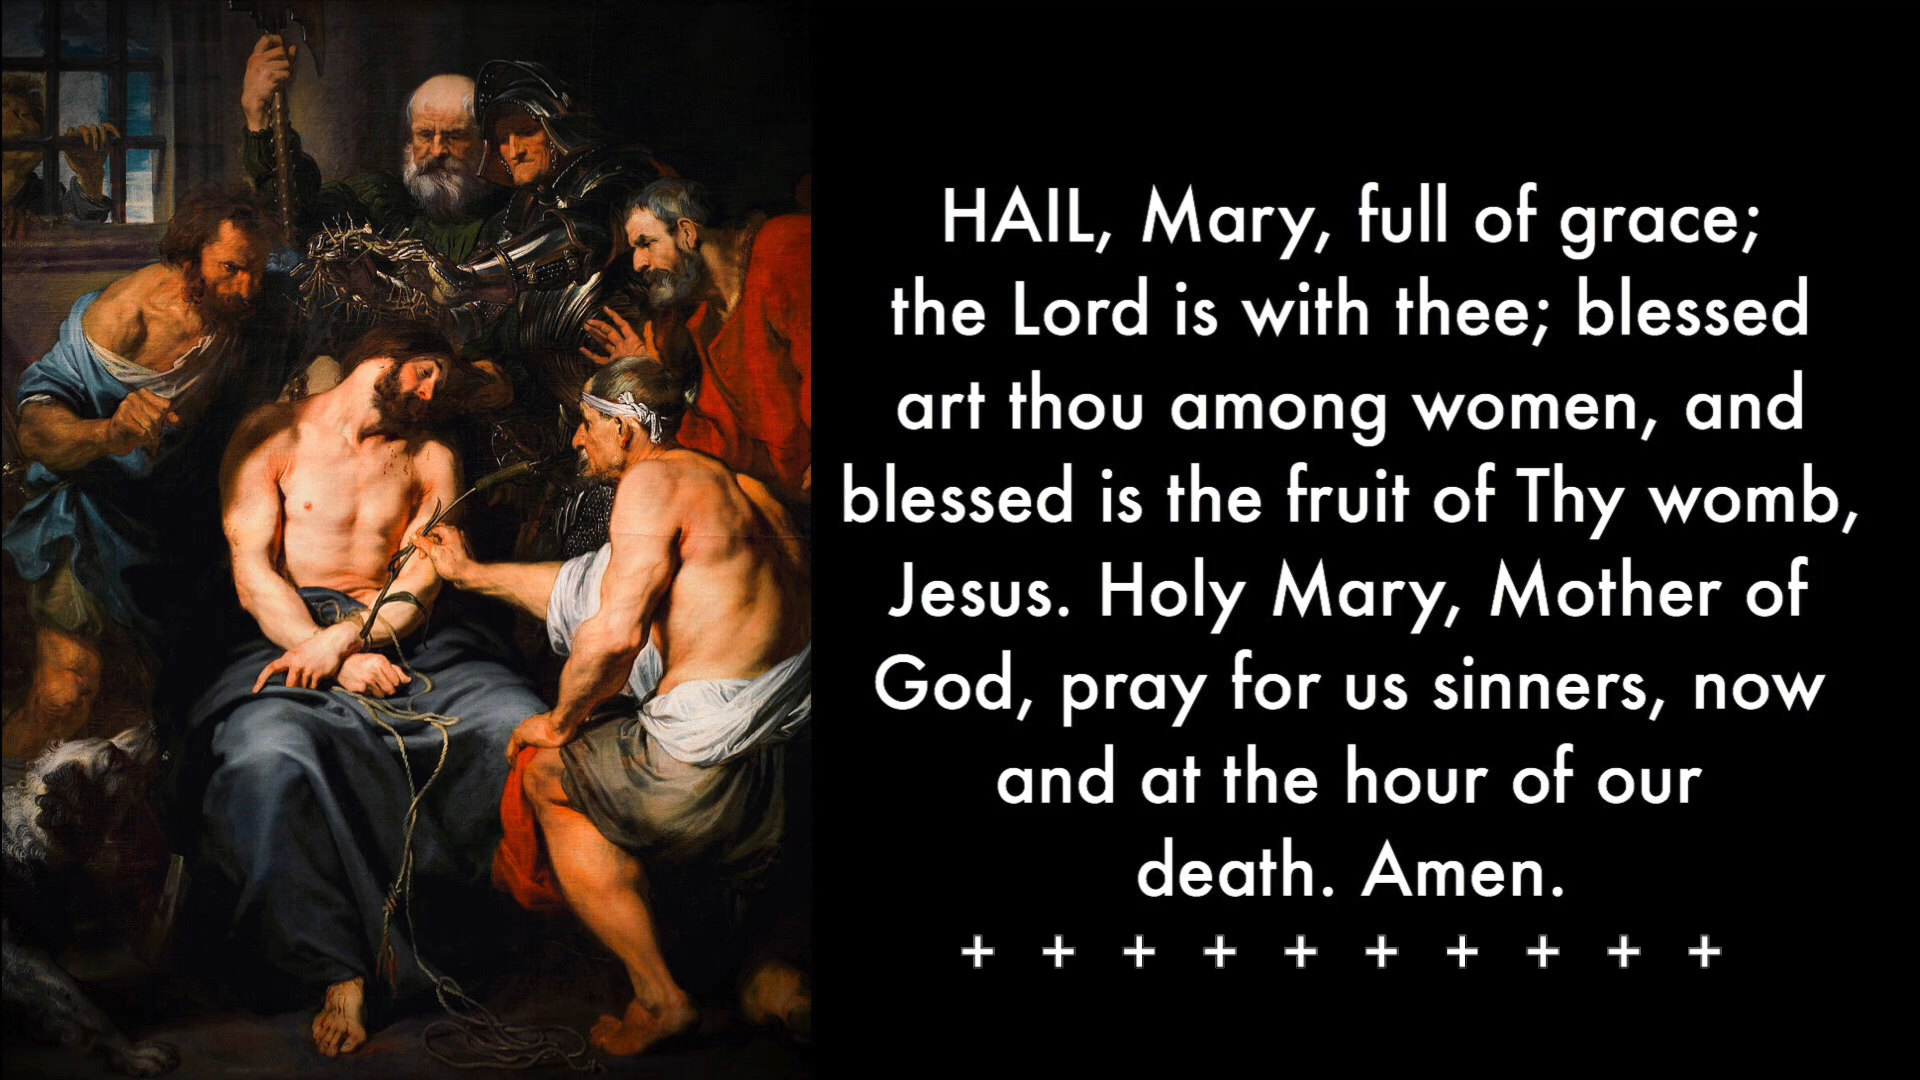 HAIL, Mary, full of grace;
the Lord is with thee; blessed
art thou among women, and
blessed is the fruit of Thy womb,
Jesus. Holy Mary, Mother of
God, pray for us sinners, now
and at the hour of our
death. Amen.
+ + + + + + + + + +